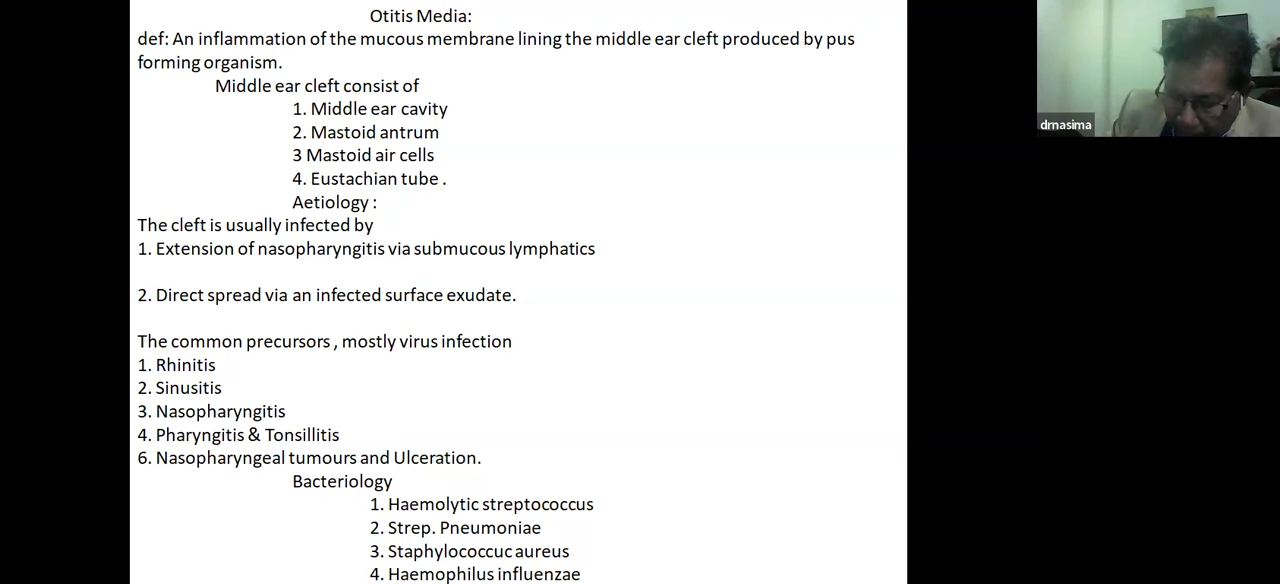 Otitis Media:
def: An inflammation of the mucous membrane lining the middle ear cleft produced by pus
forming organism.
Middle ear cleft consist of
1. Middle ear cavity
2. Mastoid antrum
3 Mastoid air cells
4. Eustachian tube .
Aetiology :
The cleft is usually infected by
1. Extension of nasopharyngitis via submucous lymphatics
2. Direct spread via an infected surface exudate.
The common precursors , mostly virus infection
1. Rhinitis
2. Sinusitis
3. Nasopharyngitis
4. Pharyngitis & Tonsillitis
6. Nasopharyngeal tumours and Ulceration.
Bacteriology
1. Haemolytic streptococcus
2. Strep. Pneumoniae
3. Staphylococcuc aureus
4. Haemophilus influenzae
drnasima